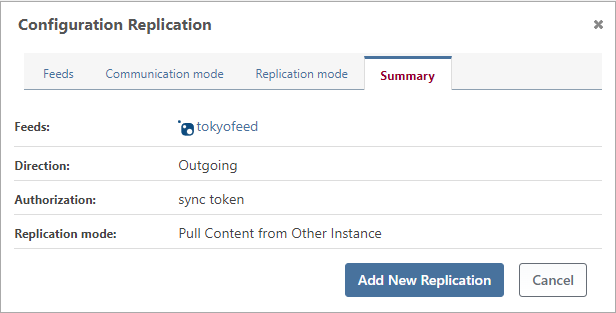 Configuration Replication
Feeds Communication mode Replication mode Summary
Feeds: tokyofeed
Direction: Outgoing
Authorization: sync token
Replication mode: Pull Content from Other Instance
Add New Replication Cancel